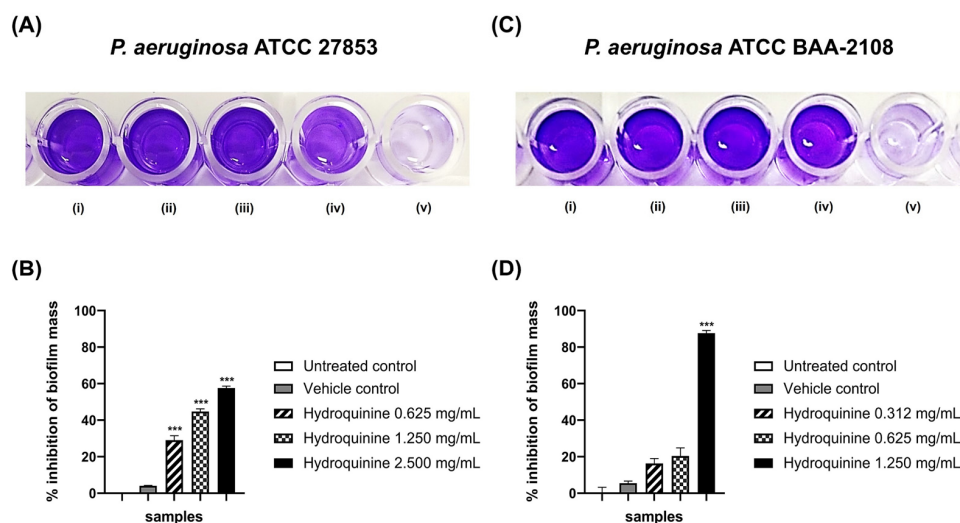 (A)
P. aeruginosa ATCC 27853
(i)
(ii)
(iii)
(iv)
(v)
(B)
% inhibition of biofilm mass
100
80
60
40
20
0
***
***
***
samples
Untreated control
Vehicle control
Hydroquinine 0.625 mg/mL
Hydroquinine 1.250 mg/mL
Hydroquinine 2.500 mg/mL
(C)
P. aeruginosa ATCC BAA-2108
(i)
(ii)
(iii)
(iv)
(v)
(D)
% inhibition of biofilm mass
100
80
60
40
20
0
***
samples
Untreated control
Vehicle control
Hydroquinine 0.312 mg/mL
Hydroquinine 0.625 mg/mL
Hydroquinine 1.250 mg/mL